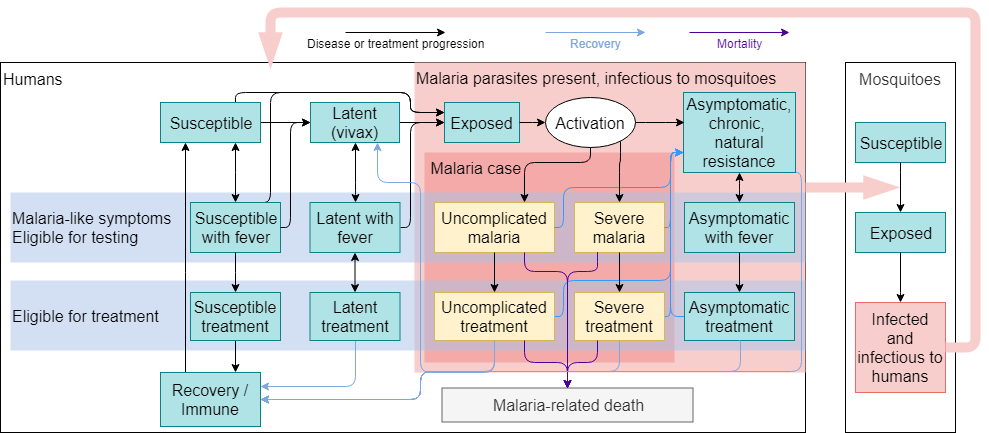 Disease or treatment progression
Recovery
Mortality
Humans
Malaria parasites present, infectious to mosquitoes
Mosquitoes
Susceptible
Latent
(vivax)
Exposed
Activation
Asymptomatic,
chronic,
natural
resistance
Susceptible
Malaria case
Malaria-like symptoms
Eligible for testing
Susceptible
with fever
Latent with
fever
Uncomplicated
malaria
Severe
malaria
Asymptomatic
with fever
Exposed
Eligible for treatment
Susceptible
treatment
Latent
treatment
Uncomplicated
treatment
Severe
treatment
Asymptomatic
treatment
Infected
and
infectious to
humans
Recovery /
Immune
Malaria-related death